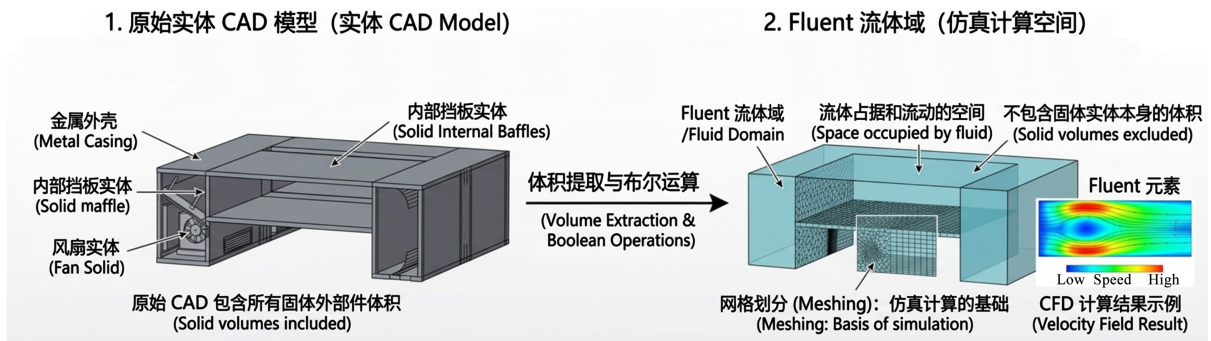 1. 原始实体 CAD 模型（实体 CAD Model）
2. Fluent 流体域（仿真计算空间）
金属外壳
(Metal Casing)
内部挡板实体
(Solid Internal Baffles)
内部挡板实体
(Solid maffle)
风扇实体
(Fan Solid)
原始 CAD 包含所有固体外部件体积
(Solid volumes included)
体积提取与布尔运算
(Volume Extraction &
Boolean Operations)
Fluent 流体域
/Fluid Domain
流体占据和流动的空间
(Space occupied by fluid)
不包含固体实体本身的体积
(Solid volumes excluded)
Fluent 元素
Low Speed High
网格划分 (Meshing)：仿真计算的基础
(Meshing: Basis of simulation)
CFD 计算结果示例
(Velocity Field Result)